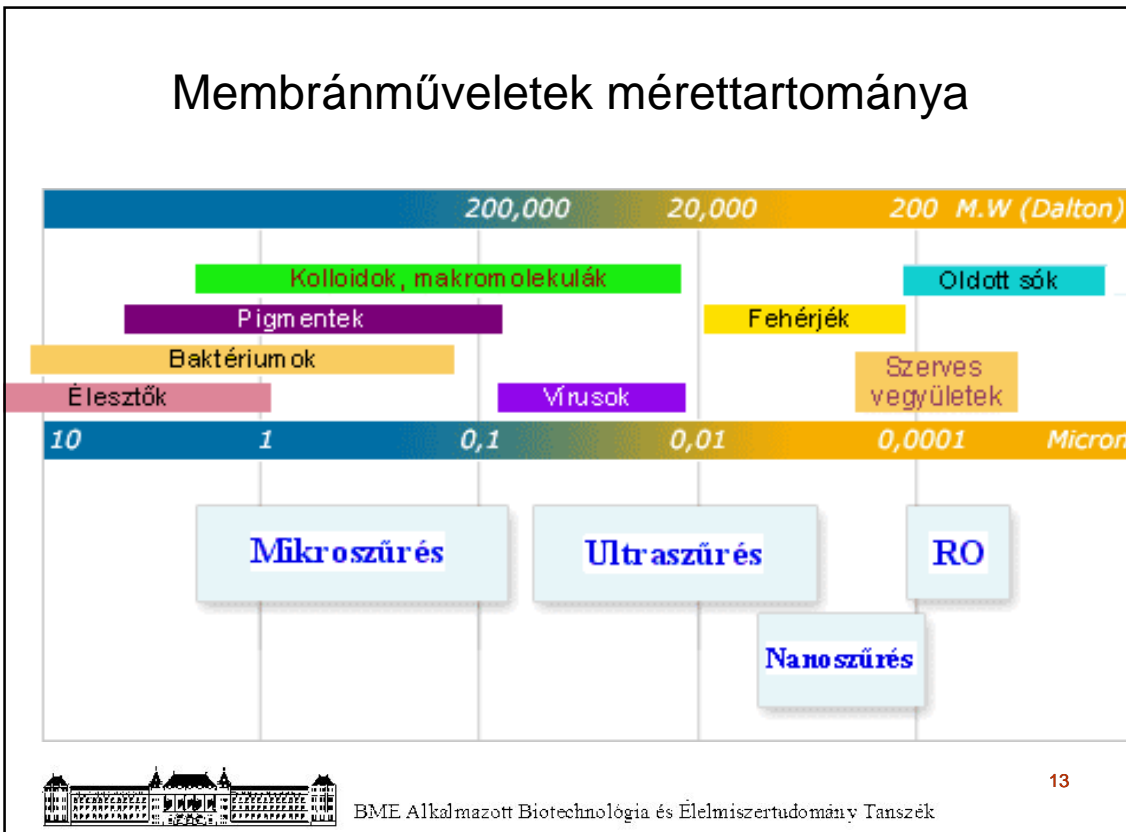 Membránműveletek mérettartománya
200,000 20,000 200 M.W (Dalton)
Kolloidok, makromolekulák
Oldott sók
Pigmentek
Fehérjék
Baktériumok
Szerves
vegyületek
Élesztők
Vírusok
10 1 0,1 0,01 0,0001 Micron
Mikroszűrés
Ultraszűrés
RO
Nanoszűrés
13
BME Alkalmazott Biotechnológia és Élelmiszertudomány Tanszék